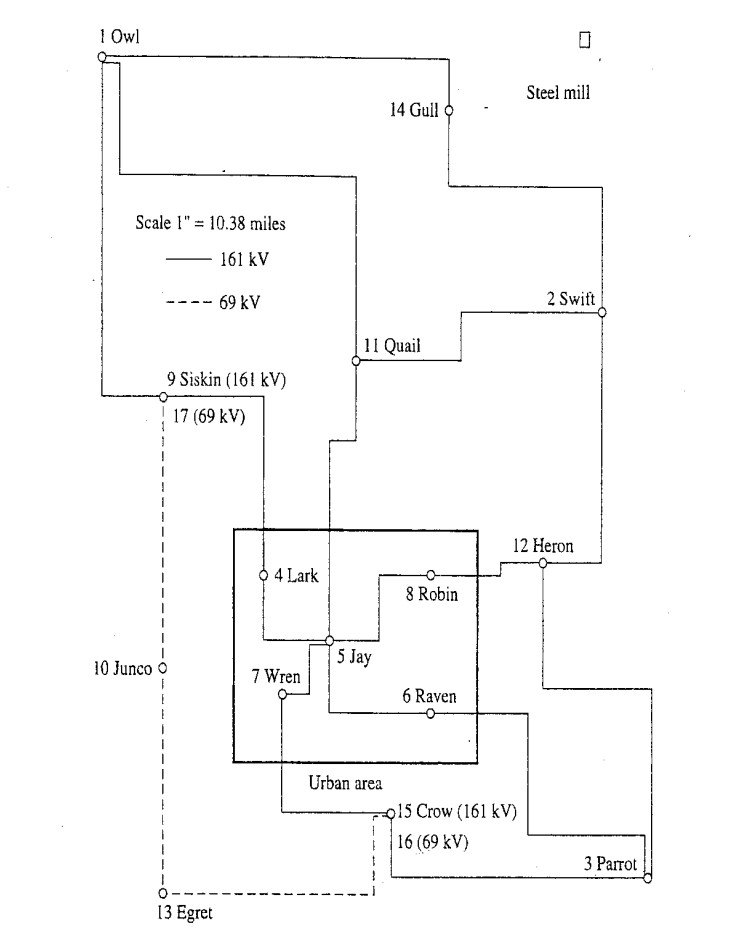 1 Owl
Steel mill
14 Gull
Scale 1" = 10.38 miles
161 kV
69 kV
2 Swift
11 Quail
9 Siskin (161 kV)
17 (69 kV)
12 Heron
4 Lark
8 Robin
5 Jay
10 Junco
7 Wren
6 Raven
Urban area
15 Crow (161 kV)
16 (69 kV)
3 Parrot
13 Egret